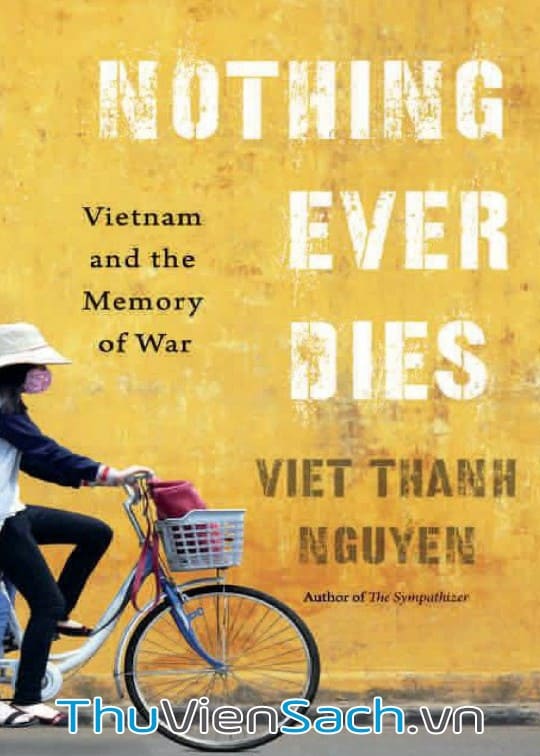 NOTHING
EVER
DIES
Vietnam
and the
Memory
of War
VIET THANH
NGUYEN
Author of The Sympathizer
ThuVienSach.vn